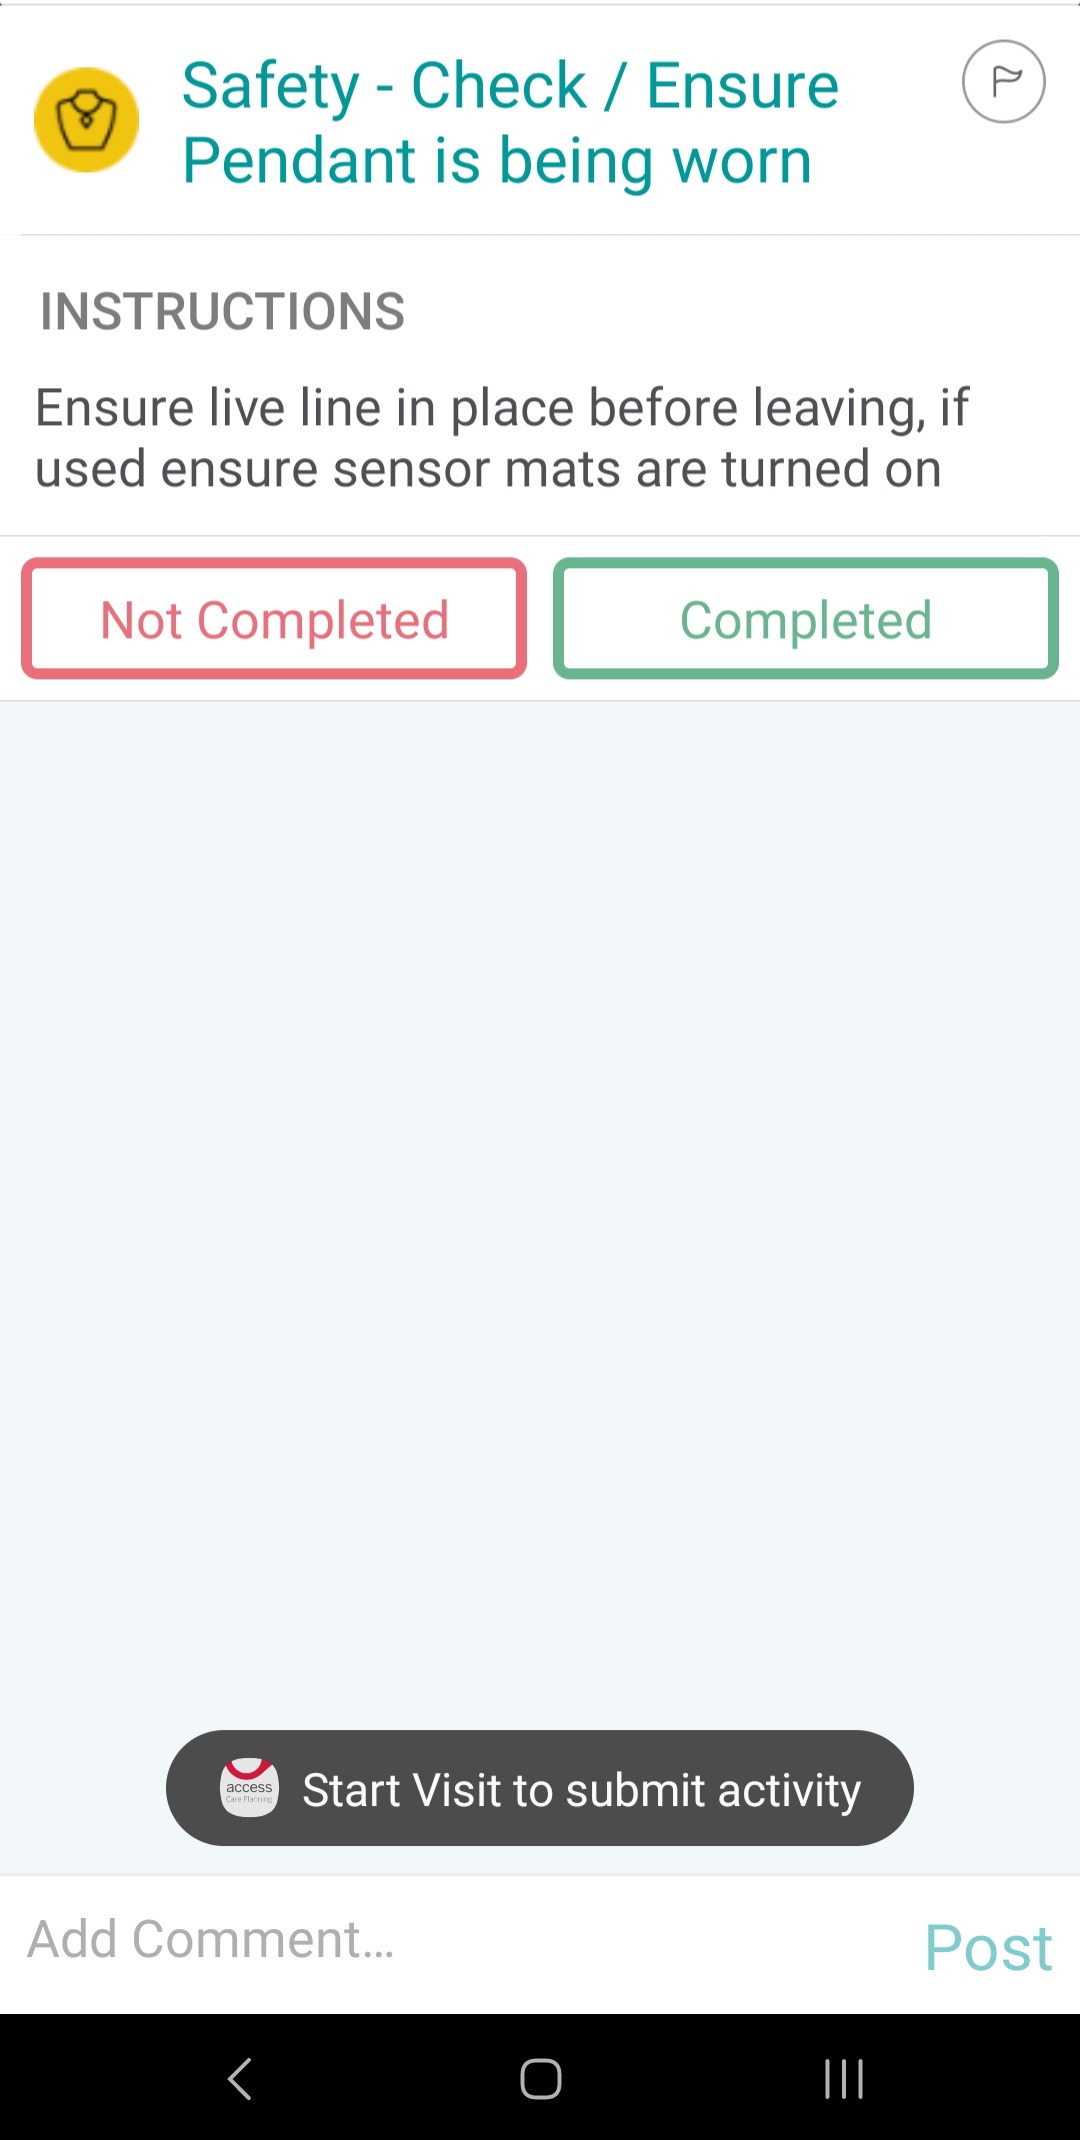 Safety - Check / Ensure
Pendant is being worn
INSTRUCTIONS
Ensure live line in place before leaving, if
used ensure sensor mats are turned on
Not Completed
Completed
access
Care Planning
Start Visit to submit activity
Add Comment...
Post